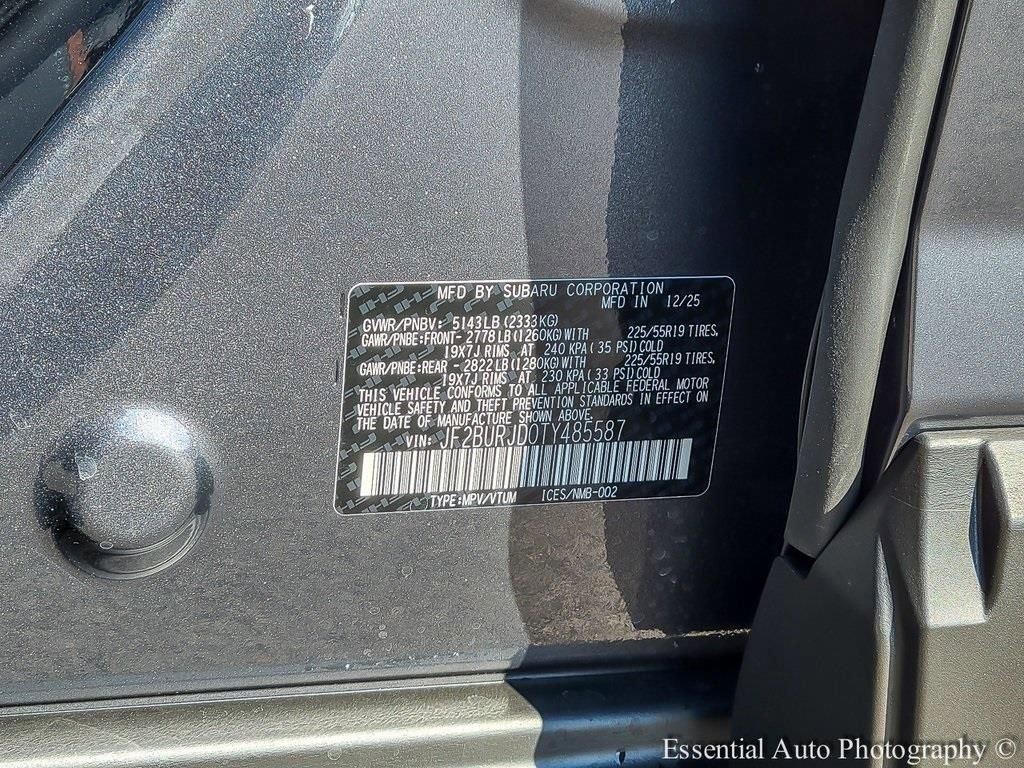 MFD BY SUBARU CORPORATION
MFD IN 12/25
GVWR/PNBV: 5143LB(2333KG)
GAWR/PNBE:FRONT- 2778LB(1260KG)WITH 225/55R19 TIRES,
19X7J RIMS AT 240 KPA(35 PSI)COLD
GAWR/PNBE:REAR - 2822LB(1280KG)WITH 225/55R19 TIRES,
19X7J RIMS AT 230 KPA(33 PSI)COLD
THIS VEHICLE CONFORMS TO ALL APPLICABLE FEDERAL MOTOR
VEHICLE SAFETY AND THEFT PREVENTION STANDARDS IN EFFECT ON
THE DATE OF MANUFACTURE SHOWN ABOVE.
VIN: JF2BURJD0TY485587
TYPE:MPV/VTUM ICES/NMB-002
Essential Auto Photography ©